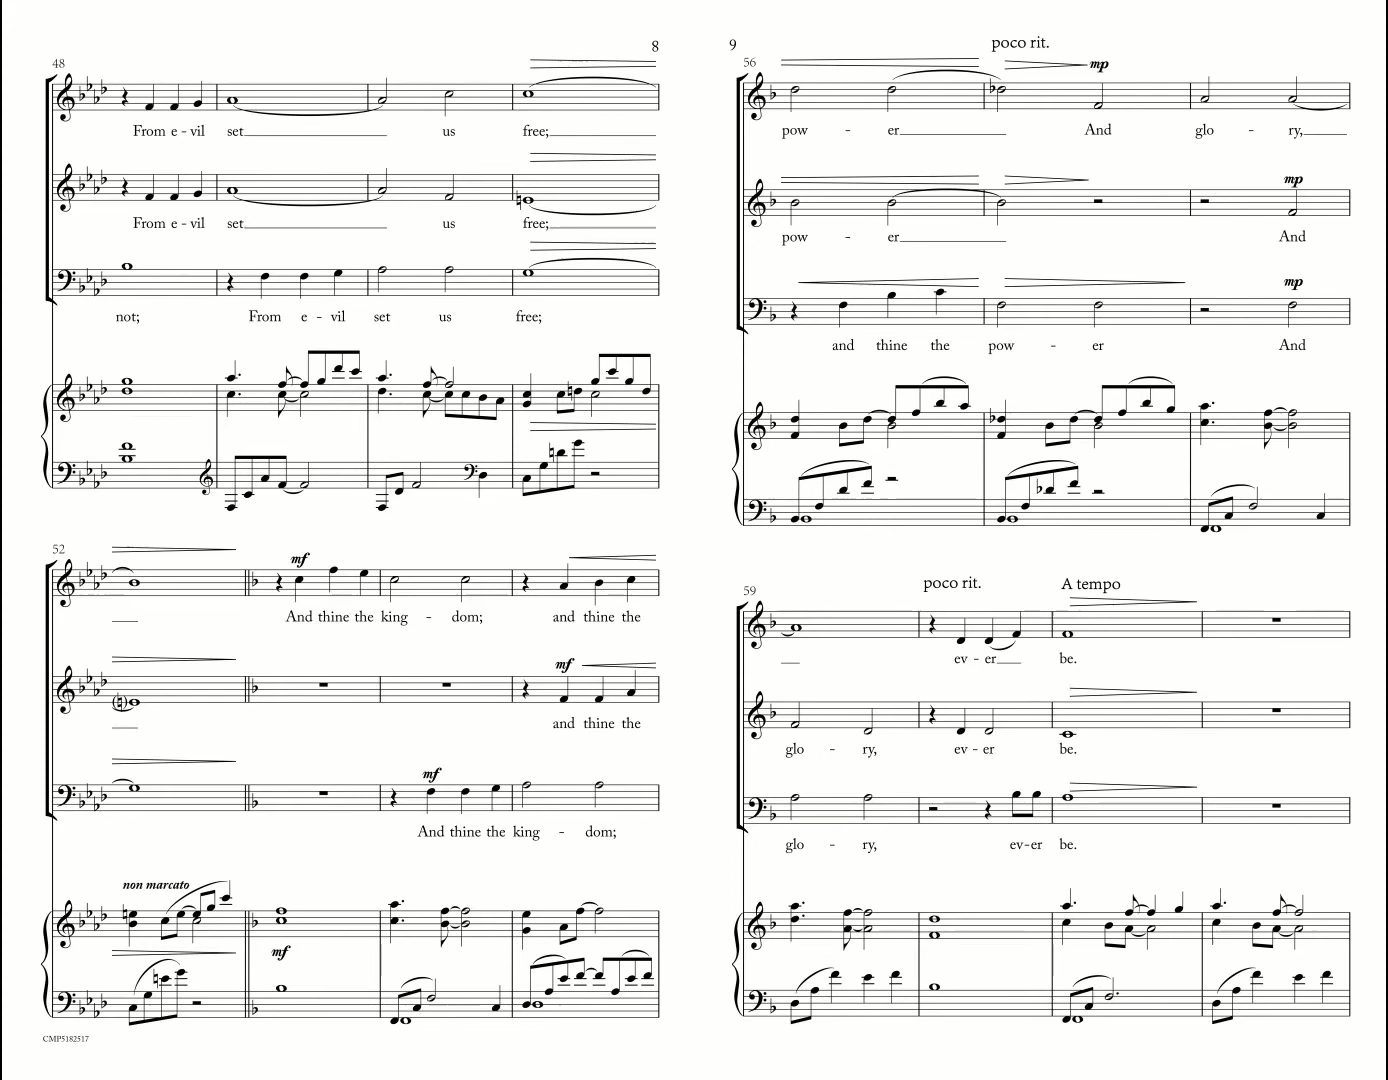 8
48
From e - vil set us free;
From e - vil set us free;
not; From e - vil set us free;
52
mf
And thine the king - dom; and thine the
mf
and thine the
mf
And thine the king - dom;
non marcato
mf
CMP5182517
9
poco rit.
56
mp
pow - er And glo - ry,
mp
pow - er And
mp
and thine the pow - er And
poco rit. A tempo
59
ev - er be.
glo - ry, ev - er be.
glo - ry, ev-er be.